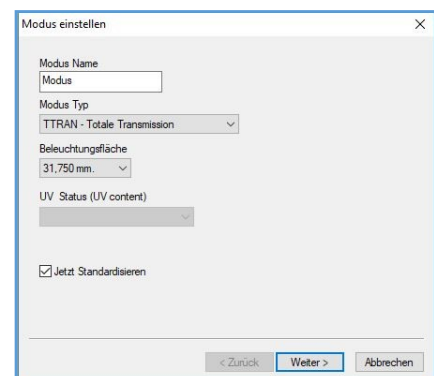 Modus einstellen
Modus Name
Modus
Modus Typ
TTRAN - Totale Transmission
Beleuchtungsfläche
31,750 mm.
UV Status (UV content)
Jetzt Standardisieren
< Zurück Weiter > Abbrechen